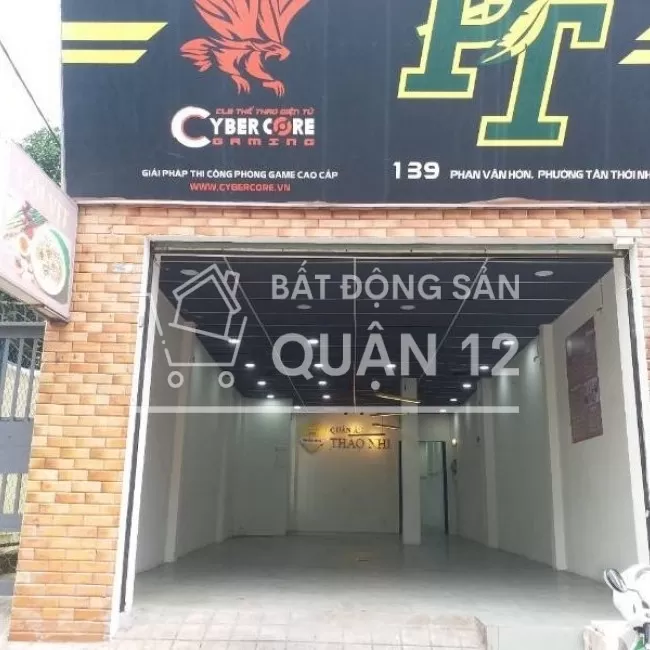 PT
CLB THỂ THAO ĐIỆN TỬ
CYBER CORE
GAMING
GIẢI PHÁP THI CÔNG PHÒNG GAME CAO CẤP
WWW.CYBERCORE.VN
139 PHAN VĂN HỚN, PHƯỜNG TÂN THỚI NH
BẤT ĐỘNG SẢN
QUẬN 12
THẢO NHI